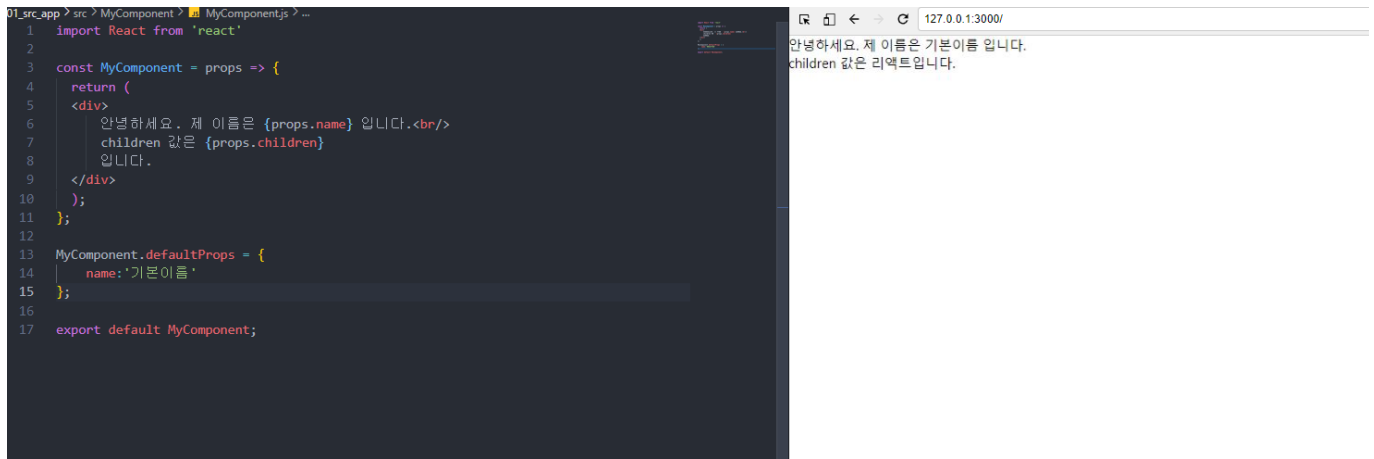 01_src_app > src > MyComponent > JS MyComponent.js > ...
1 import React from 'react'
2
3 const MyComponent = props => {
4 return (
5 <div>
6 안녕하세요. 제 이름은 {props.name} 입니다.<br/>
7 children 값은 {props.children}
8 입니다.
9 </div>
10 );
11 };
12
13 MyComponent.defaultProps = {
14 name:'기본이름'
15 };
16
17 export default MyComponent;
127.0.0.1:3000/
안녕하세요. 제 이름은 기본이름 입니다.
children 값은 리액트입니다.